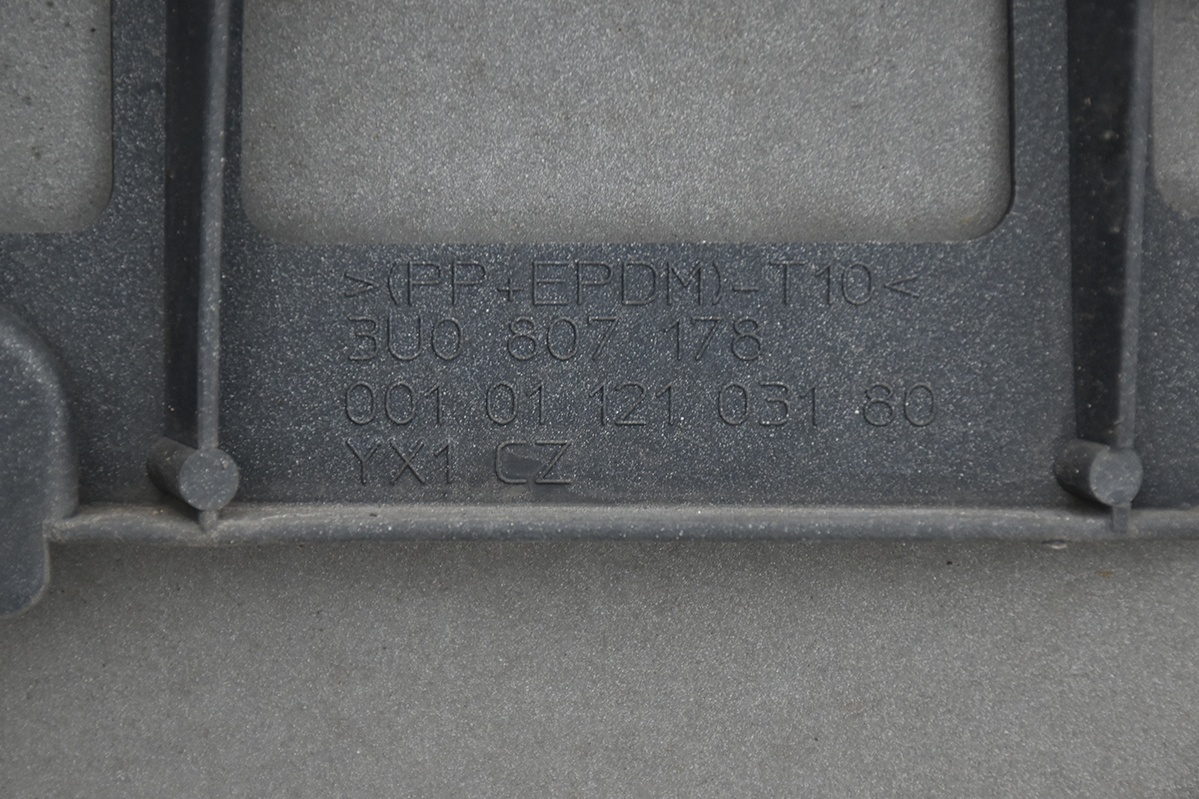 >(PP+EPDM)-T10<
3U0 807 178
001 01 121 031 80
YX1 CZ